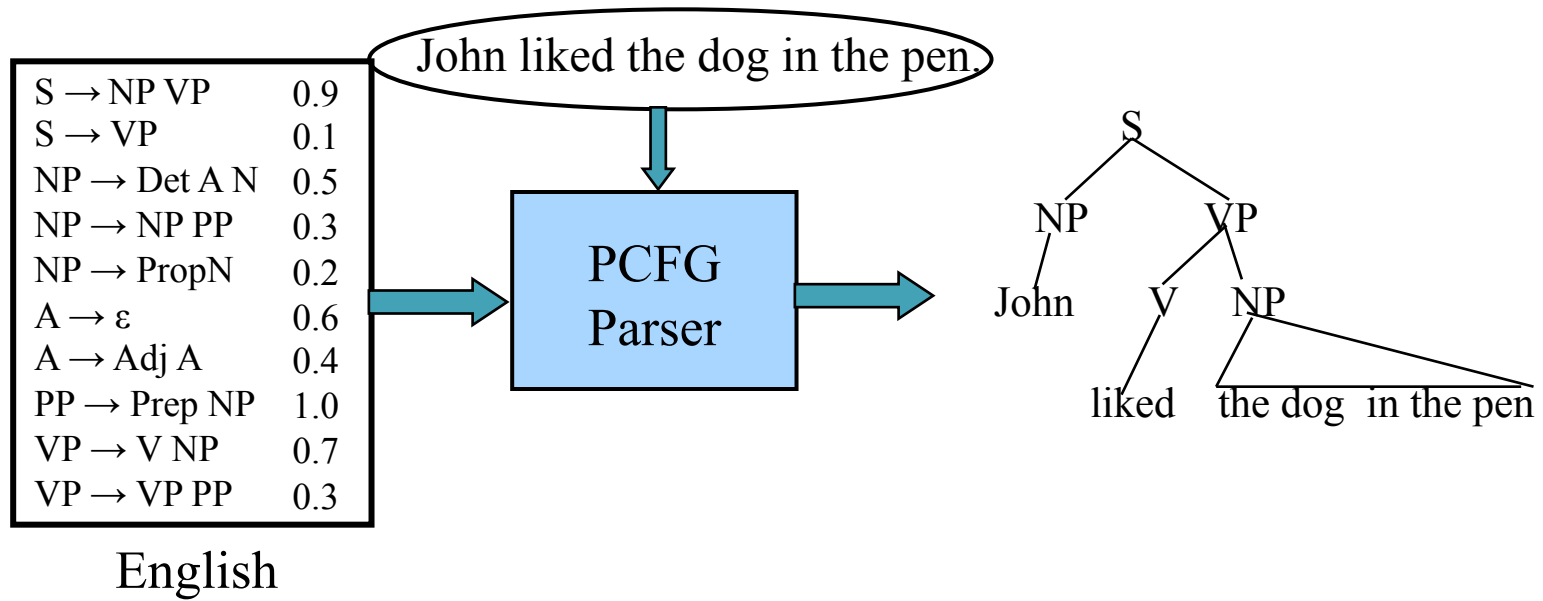 John liked the dog in the pen.
S → NP VP 0.9
S → VP 0.1
NP → Det A N 0.5
NP → NP PP 0.3
NP → PropN 0.2
A → ε 0.6
A → Adj A 0.4
PP → Prep NP 1.0
VP → V NP 0.7
VP → VP PP 0.3
English
PCFG
Parser
S
NP VP
John V NP
liked the dog in the pen